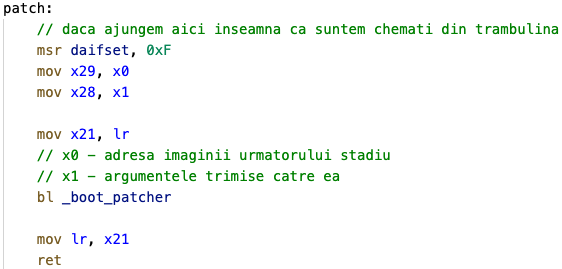 patch:
// daca ajungem aici inseamna ca suntem chemati din trambulina
msr daifset, 0xF
mov x29, x0
mov x28, x1
mov x21, lr
// x0 – adresa imaginii urmatorului stadiu
// x1 – argumentele trimise catre ea
bl _boot_patcher
mov lr, x21
ret